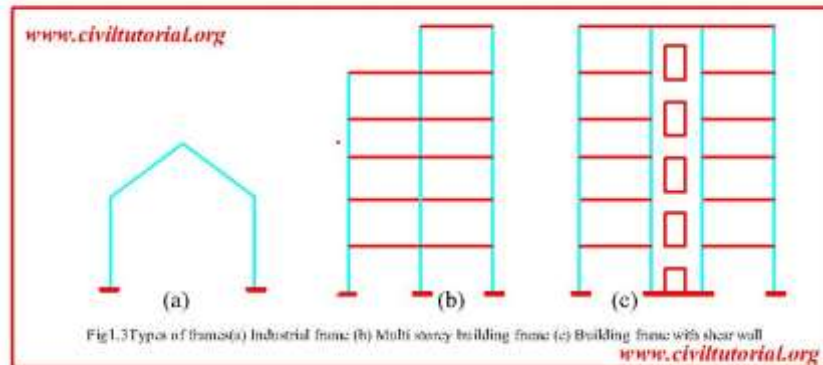 www.civiltutorial.org
(a) (b) (c)
Fig1.3Types of frames(a) Industrial frame (b) Multi storey building frame (c) Building frame with shear wall
www.civiltutorial.org